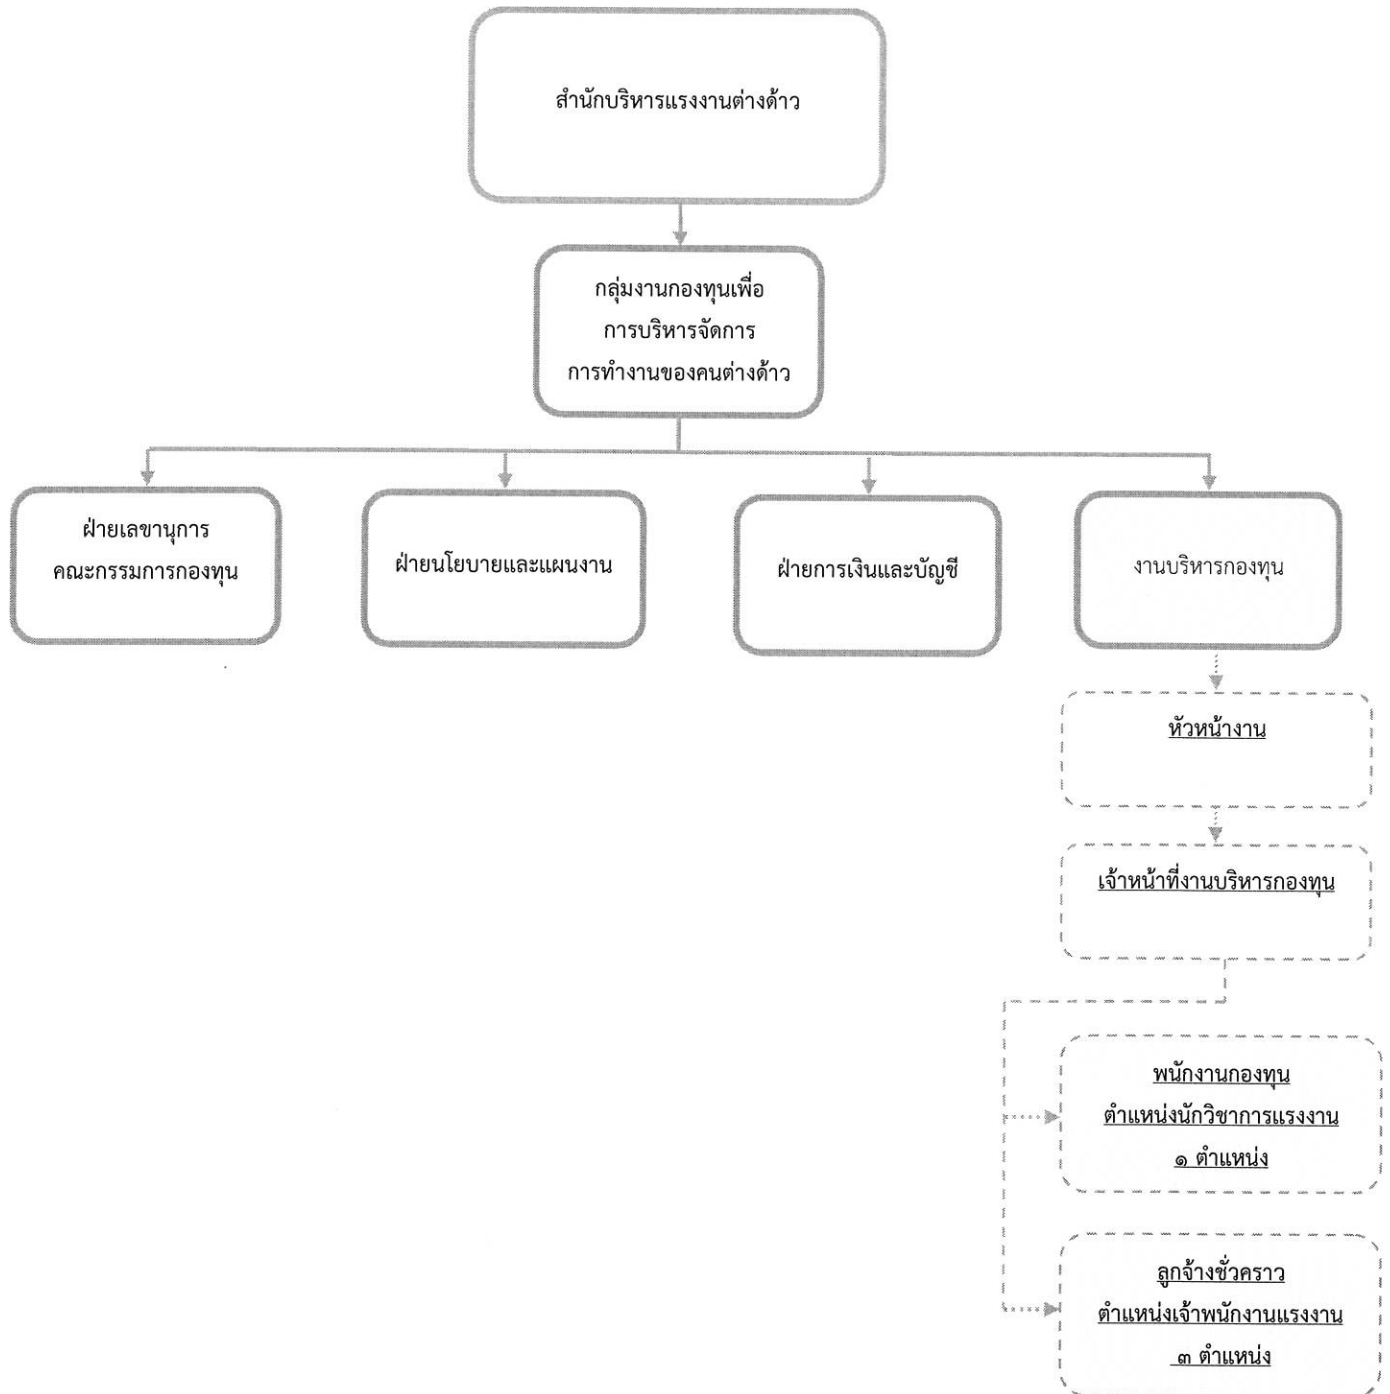 สำนักบริหารแรงงานต่างด้าว
กลุ่มงานกองทุนเพื่อ
การบริหารจัดการ
การทำงานของคนต่างด้าว
ฝ่ายเลขานุการ
คณะกรรมการกองทุน
ฝ่ายนโยบายและแผนงาน
ฝ่ายการเงินและบัญชี
งานบริหารกองทุน
หัวหน้างาน
เจ้าหน้าที่งานบริหารกองทุน
พนักงานกองทุน
ตำแหน่งนักวิชาการแรงงาน
๑ ตำแหน่ง
ลูกจ้างชั่วคราว
ตำแหน่งเจ้าพนักงานแรงงาน
๓ ตำแหน่ง